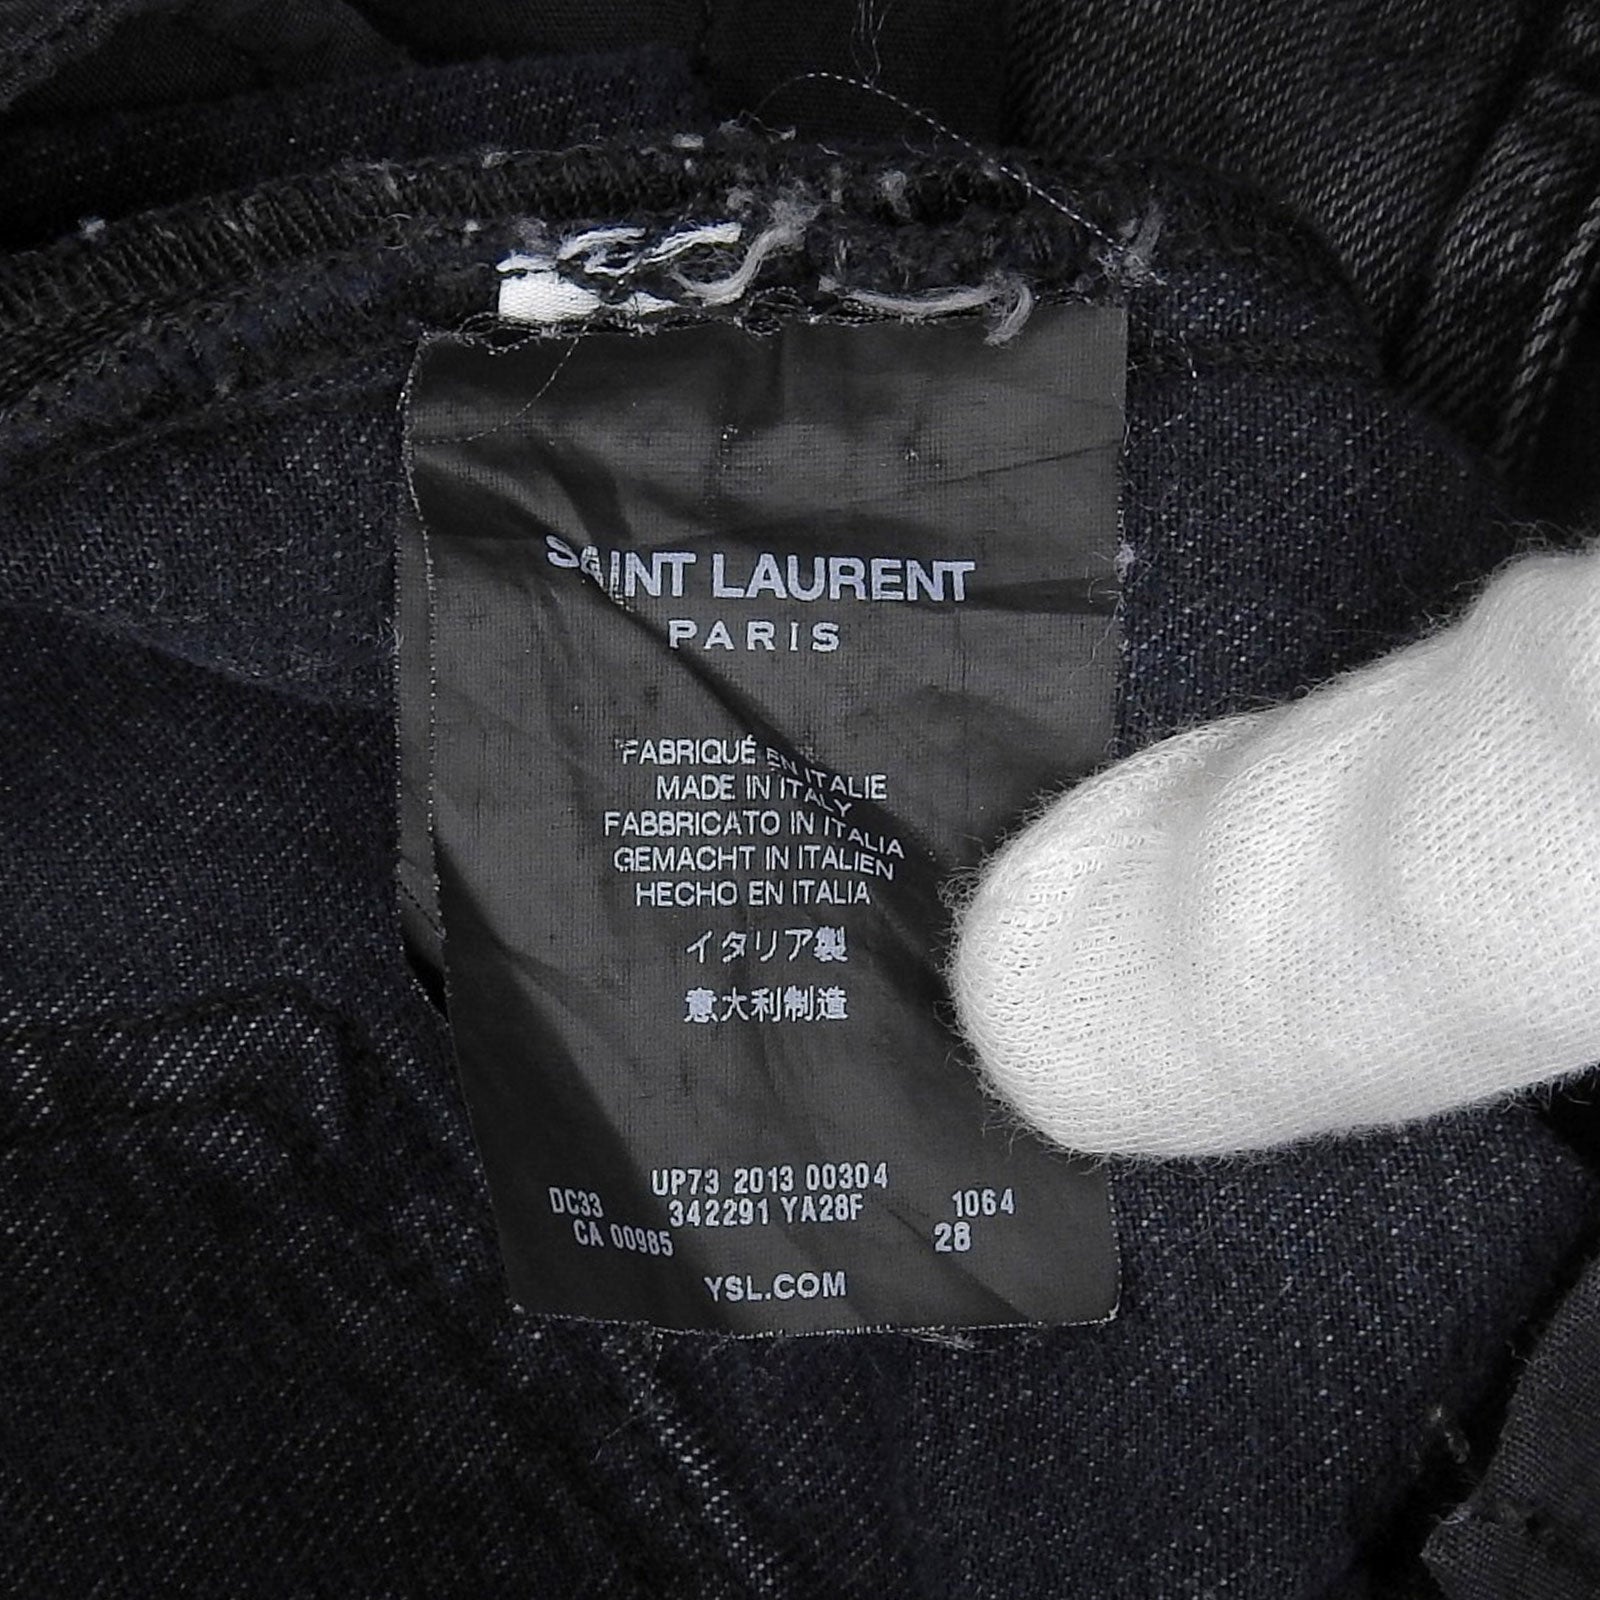 SAINT LAURENT
PARIS
FABRIQUÉ EN ITALIE
MADE IN ITALY
FABBRICATO IN ITALIA
GEMACHT IN ITALIEN
HECHO EN ITALIA
イタリア製
意大利制造
UP73 2013 00304
DC33 342291 YA28F 1064
CA 00985 28
YSL.COM